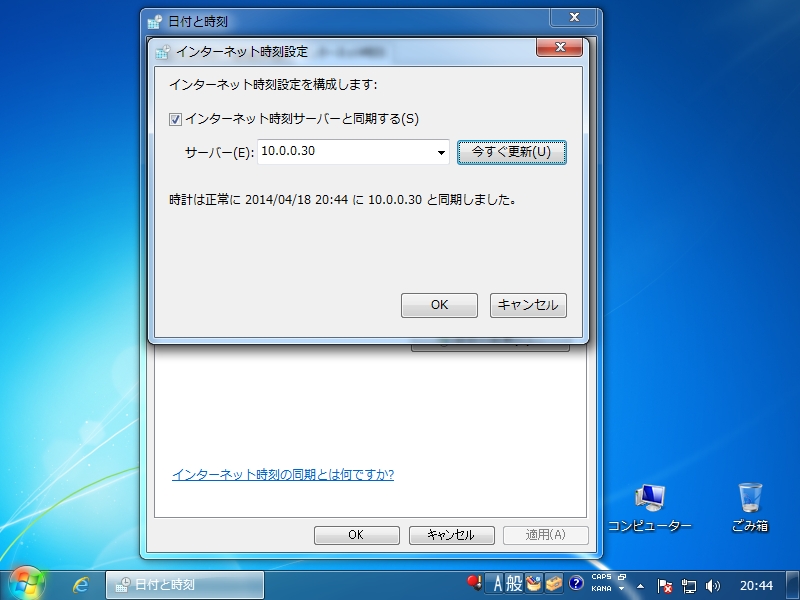 日付と時刻
インターネット時刻設定
インターネット時刻設定を構成します:
インターネット時刻サーバーと同期する(S)
サーバー(E): 10.0.0.30 今すぐ更新(U)
時計は正常に 2014/04/18 20:44 に 10.0.0.30 と同期しました。
OK キャンセル
インターネット時刻の同期とは何ですか?
コンピューター ごみ箱
OK キャンセル 適用(A)
日付と時刻 A 般 CAPS KANA 20:44